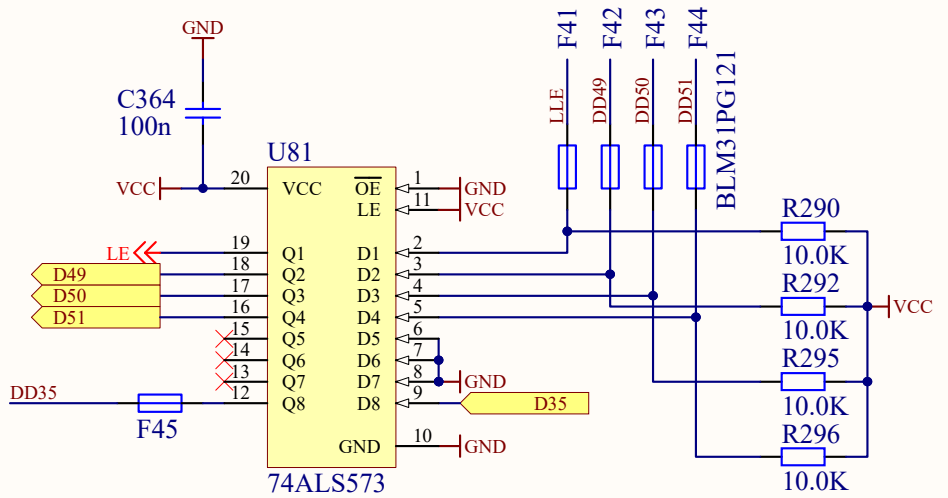 GND
F41
F42
F43
F44
C364
100n
LLE
DD49
DD50
DD51
BLM31PG121
U81
VCC
20
VCC
OE
1
GND
LE
11
VCC
LE
19
Q1
D1
2
D49
18
Q2
D2
3
D50
17
Q3
D3
4
D51
16
Q4
D4
5
15
Q5
D5
6
14
Q6
D6
7
13
Q7
D7
8
GND
DD35
F45
12
Q8
D8
9
D35
GND
10
GND
74ALS573
R290
10.0K
R292
10.0K
VCC
R295
10.0K
R296
10.0K